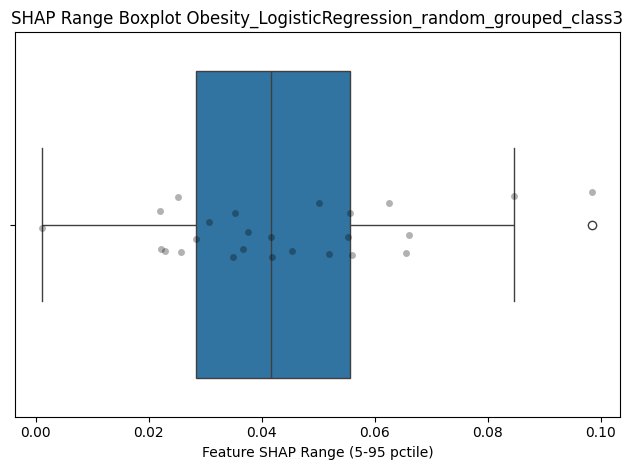 SHAP Range Boxplot Obesity_LogisticRegression_random_grouped_class3
0.00 0.02 0.04 0.06 0.08 0.10
Feature SHAP Range (5-95 pctile)